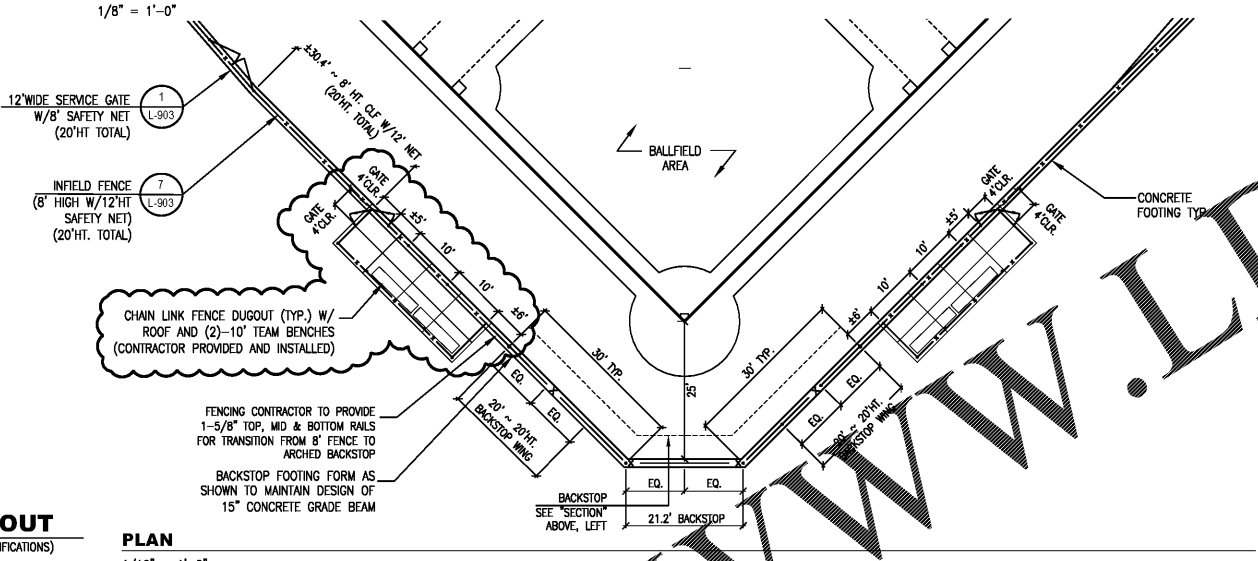 1/8" = 1'-0"
12'WIDE SERVICE GATE
W/8' SAFETY NET
(20'HT TOTAL)
1
L-903
INFIELD FENCE
(8' HIGH W/12'HT
SAFETY NET)
(20'HT. TOTAL)
7
L-903
±30.4' ~ 8' HT. CLF W/12' NET
(20'HT. TOTAL)
GATE
4'CLR.
GATE
4'CLR.
±5'
10'
10'
±6'
CHAIN LINK FENCE DUGOUT (TYP.) W/
ROOF AND (2)-10' TEAM BENCHES
(CONTRACTOR PROVIDED AND INSTALLED)
BALLFIELD
AREA
GATE
4'CLR.
GATE
4'CLR.
±5'
10'
10'
±6'
CONCRETE
FOOTING TYP.
30' TYP.
30' TYP.
25'
EQ.
EQ.
20' ~ 20'HT.
BACKSTOP WING
EQ.
EQ.
20' ~ 20'HT.
BACKSTOP WING
FENCING CONTRACTOR TO PROVIDE
1-5/8" TOP, MID & BOTTOM RAILS
FOR TRANSITION FROM 8' FENCE TO
ARCHED BACKSTOP
BACKSTOP FOOTING FORM AS
SHOWN TO MAINTAIN DESIGN OF
15" CONCRETE GRADE BEAM
BACKSTOP
SEE "SECTION"
ABOVE, LEFT
EQ.
EQ.
21.2' BACKSTOP
OUT
IFICATIONS)
PLAN
WWW.L